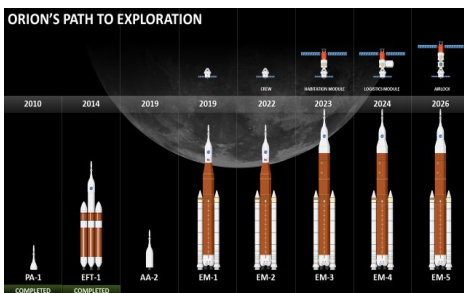 ORION'S PATH TO EXPLORATION
CREW
HABITATION MODULE
LOGISTICS MODULE
AIRLOCK
2010 2014 2019 2019 2022 2023 2024 2026
PA-1 EFT-1 AA-2 EM-1 EM-2 EM-3 EM-4 EM-5
COMPLETED COMPLETED